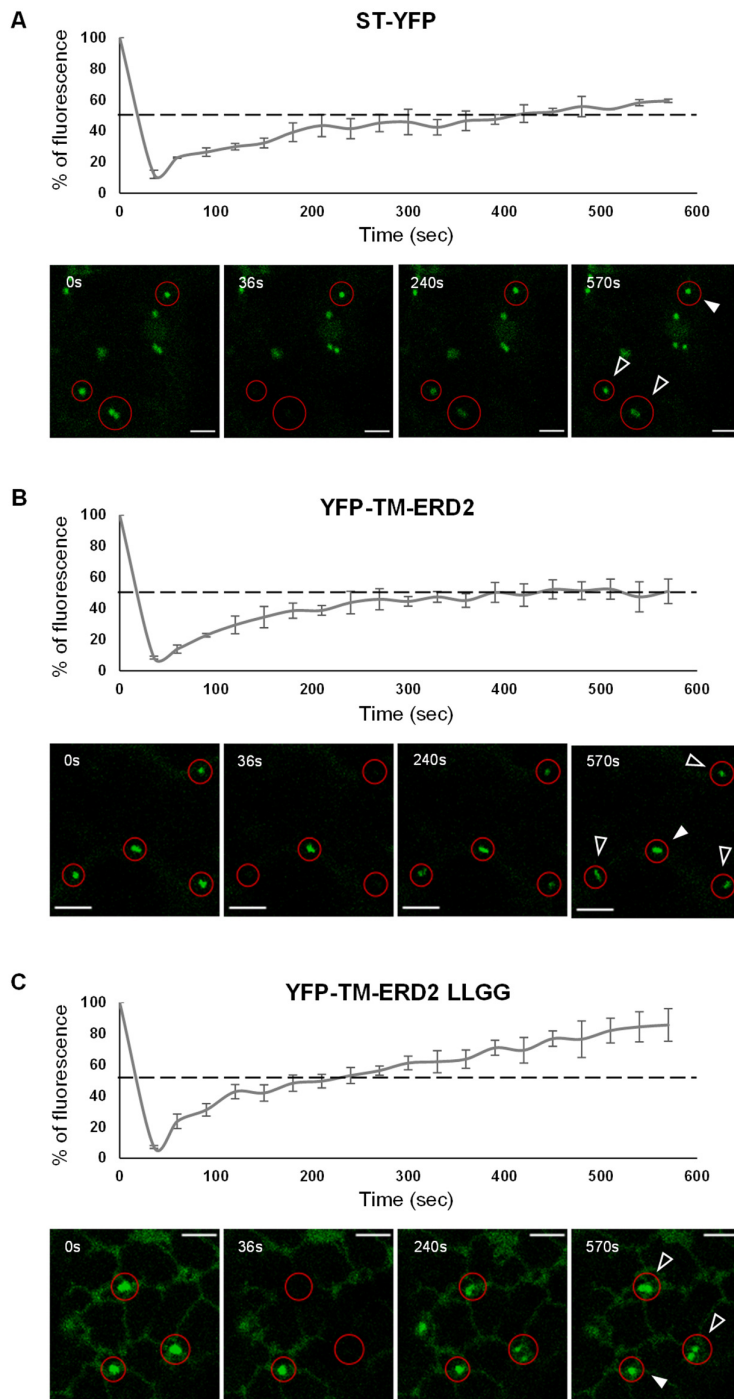 A
ST-YFP
% of fluorescence
100
80
60
40
20
0
0 100 200 300 400 500 600
Time (sec)
0s 36s 240s 570s
B
YFP-TM-ERD2
% of fluorescence
100
80
60
40
20
0
0 100 200 300 400 500 600
Time (sec)
0s 36s 240s 570s
C
YFP-TM-ERD2 LLGG
% of fluorescence
100
80
60
40
20
0
0 100 200 300 400 500 600
Time (sec)
0s 36s 240s 570s